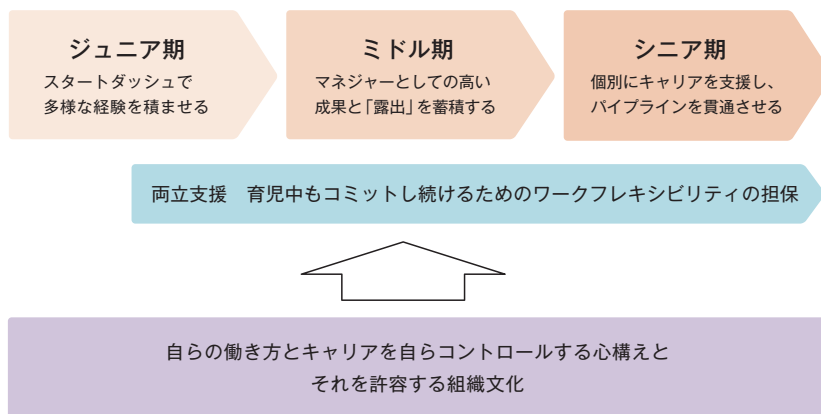 ジュニア期
スタートダッシュで
多様な経験を積ませる
ミドル期
マネジャーとしての高い
成果と「露出」を蓄積する
シニア期
個別にキャリアを支援し、
パイプラインを貫通させる
両立支援　育児中もコミットし続けるためのワークフレキシビリティの担保
自らの働き方とキャリアを自らコントロールする心構えと
それを許容する組織文化